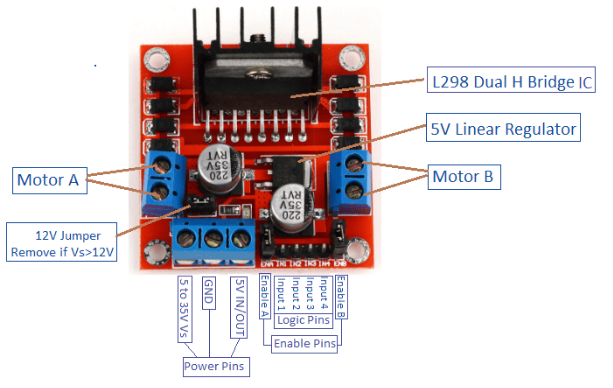 L298 Dual H Bridge IC
5V Linear Regulator
Motor A
Motor B
12V Jumper
Remove if Vs>12V
220
35V
RVT
220
35V
RVT
5 to 35V Vs
GND
5V IN/OUT
Enable A
Input 1
Input 2
Input 3
Input 4
Enable B
Logic Pins
Enable Pins
Power Pins